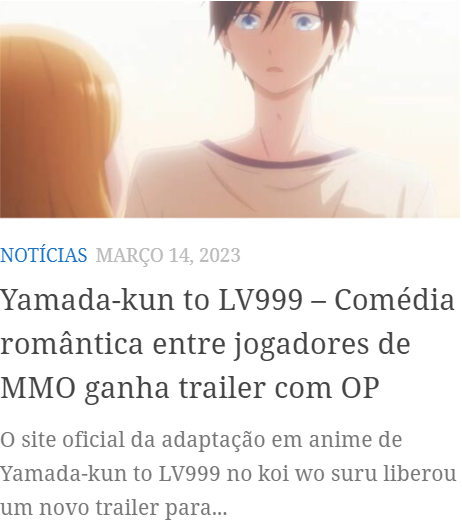 NOTÍCIAS MARÇO 14, 2023
Yamada-kun to LV999 – Comédia
romântica entre jogadores de
MMO ganha trailer com OP
O site oficial da adaptação em anime de
Yamada-kun to LV999 no koi wo suru liberou
um novo trailer para...